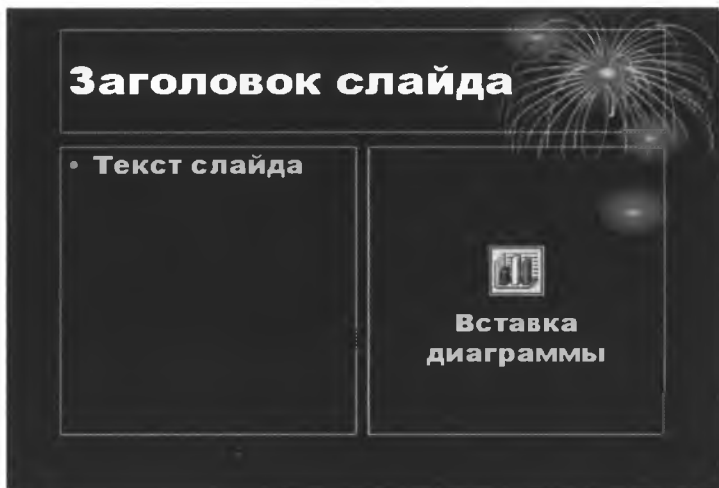 Заголовок слайда
• Текст слайда
Вставка
диаграммы